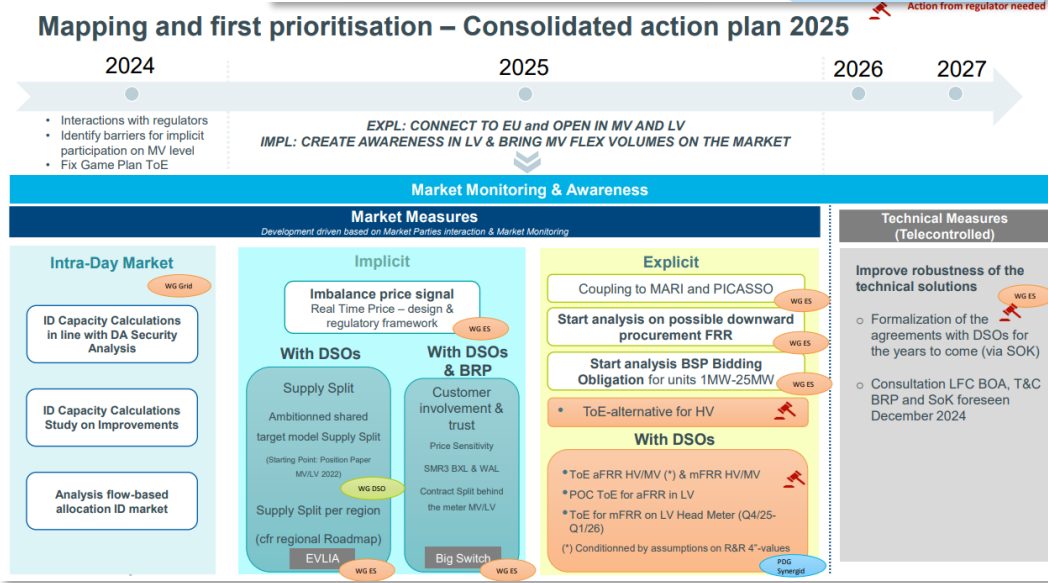 Action from regulator needed
Mapping and first prioritisation – Consolidated action plan 2025
2024
2025
2026
2027
• Interactions with regulators
• Identify barriers for implicit
participation on MV level
• Fix Game Plan ToE
EXPL: CONNECT TO EU and OPEN IN MV AND LV
IMPL: CREATE AWARENESS IN LV & BRING MV FLEX VOLUMES ON THE MARKET
Market Monitoring & Awareness
Market Measures
Development driven based on Market Parties interaction & Market Monitoring
Technical Measures
(Telecontrolled)
Intra-Day Market
WG Grid
ID Capacity Calculations
in line with DA Security
Analysis
ID Capacity Calculations
Study on Improvements
Analysis flow-based
allocation ID market
Implicit
Imbalance price signal
Real Time Price – design &
regulatory framework
WG ES
With DSOs
Supply Split
Ambitionned shared
target model Supply Split
(Starting Point: Position Paper
MV/LV 2022)
WG DSO
Supply Split per region
(cfr regional Roadmap)
EVLIA
WG ES
With DSOs
& BRP
Customer
involvement &
trust
Price Sensitivity
SMR3 BXL & WAL
Contract Split behind
the meter MV/LV
Big Switch
WG ES
Explicit
Coupling to MARI and PICASSO
WG ES
Start analysis on possible downward
procurement FRR
WG ES
Start analysis BSP Bidding
Obligation for units 1MW-25MW
WG ES
• ToE-alternative for HV
With DSOs
• ToE aFRR HV/MV (*) & mFRR HV/MV
• POC ToE for aFRR in LV
• ToE for mFRR on LV Head Meter (Q4/25-
Q1/26)
(*) Conditionned by assumptions on R&R 4"-values
PDG
Synergid
Improve robustness of the
technical solutions
WG ES
o Formalization of the
agreements with DSOs for
the years to come (via SOK)
o Consultation LFC BOA, T&C
BRP and SoK foreseen
December 2024